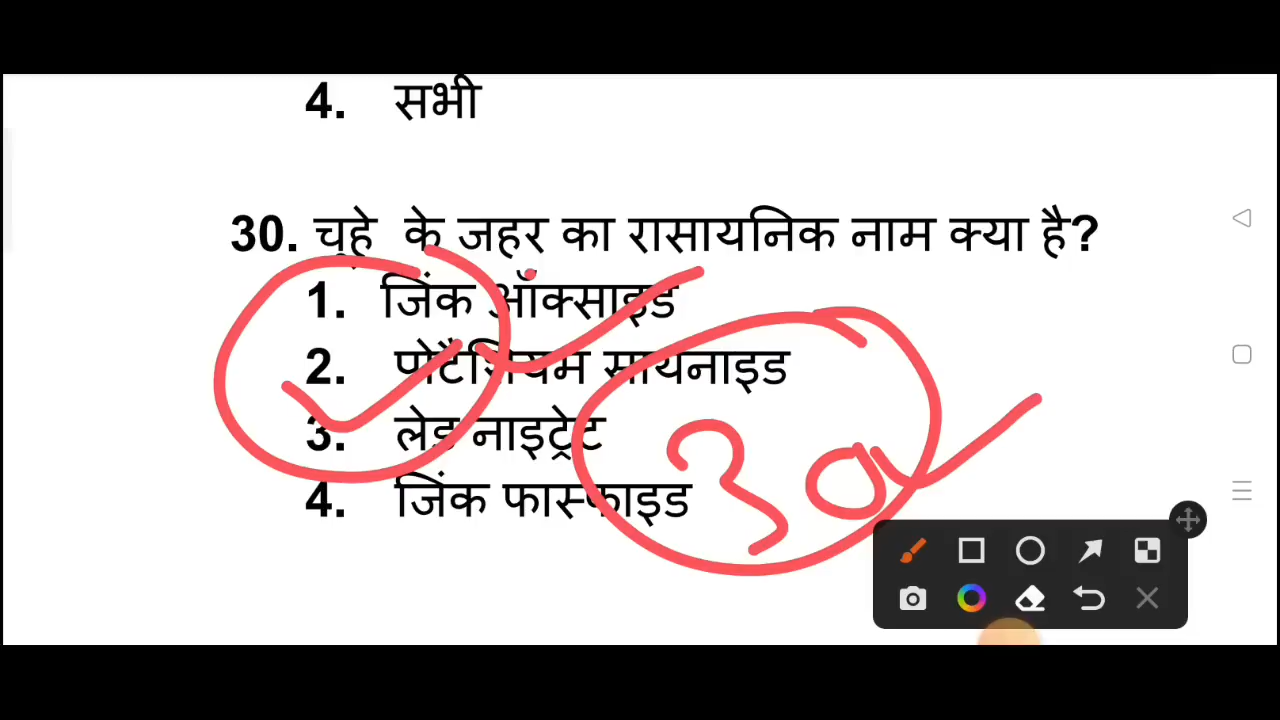 4. सभी
30. चूहे के जहर का रासायनिक नाम क्या है?
1. जिंक ऑक्साइड
2. पोटैशियम सायनाइड
3. लेड नाइट्रेट
4. जिंक फास्फाइड
30